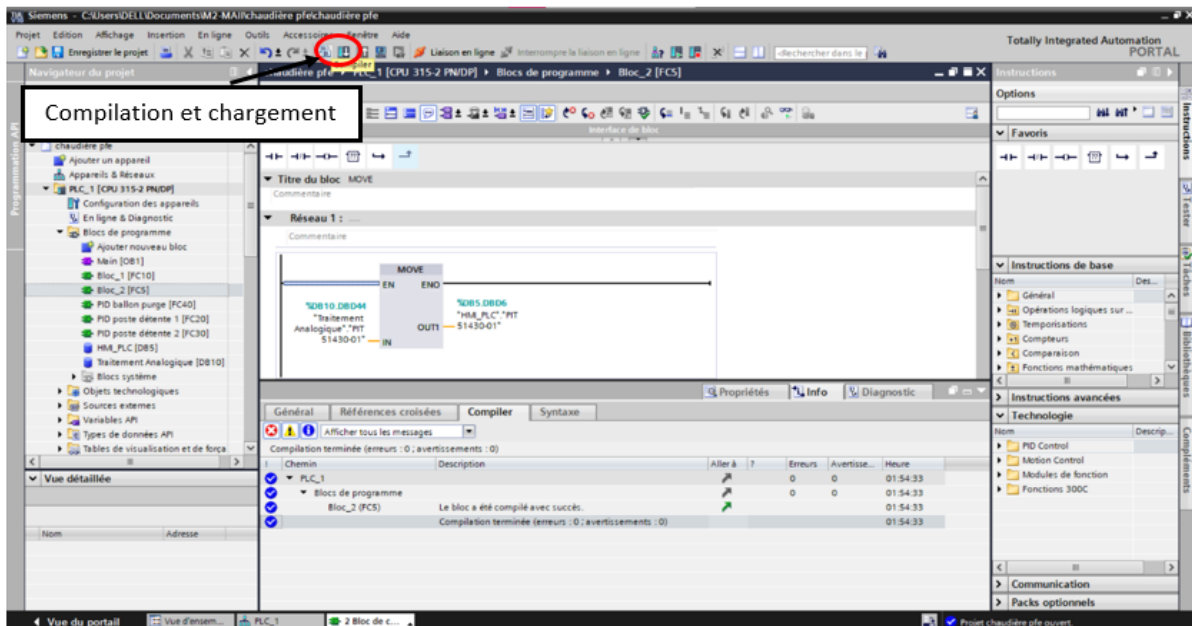 Siemens - C:\Users\DELL\Documents\M2-MAII\chaudière pfe\chaudière pfe
Projet Edition Affichage Insertion En ligne Outils Accessoires Fenêtre Aide
Totally Integrated Automation
PORTAL
Enregistrer le projet
Liaison en ligne
Interrompre la liaison en ligne
<Rechercher dans le
Navigateur du projet
chaudière pfe ▸ PLC_1 [CPU 315-2 PN/DP] ▸ Blocs de programme ▸ Bloc_2 [FC5]
Compilation et chargement
Interface de bloc
Programmation API
chaudière pfe
Ajouter un appareil
Appareils & Réseaux
PLC_1 [CPU 315-2 PN/DP]
Configuration des appareils
En ligne & Diagnostic
Blocs de programme
Ajouter nouveau bloc
Main [OB1]
Bloc_1 [FC10]
Bloc_2 [FC5]
PID ballon purge [FC40]
PID poste détente 1 [FC20]
PID poste détente 2 [FC30]
HMI_PLC [DB5]
Traitement Analogique [DB10]
Blocs système
Objets technologiques
Sources externes
Variables API
Types de données API
Tables de visualisation et de força
Vue détaillée
Nom Adresse
Titre du bloc MOVE
Commentaire
Réseau 1 : ....
Commentaire
MOVE
EN ENO
%DB10.DBD44
"Traitement
Analogique"."PIT
51430-01"
IN
OUT1
%DB5.DBD6
"HMI_PLC"."PIT
51430-01"
Propriétés Info Diagnostic
Général Références croisées Compiler Syntaxe
Afficher tous les messages
Compilation terminée (erreurs : 0 ; avertissements : 0)
! Chemin Description Aller à ? Erreurs Avertisse... Heure
PLC_1 0 0 01:54:33
Blocs de programme 0 0 01:54:33
Bloc_2 (FC5) Le bloc a été compilé avec succès. 01:54:33
Compilation terminée (erreurs : 0 ; avertissements : 0) 01:54:33
Instructions
Options
Favoris
Instructions de base
Nom Des...
Général
Opérations logiques sur ...
Temporisations
Compteurs
Comparaison
Fonctions mathématiques
Instructions avancées
Technologie
Nom Descrip...
PID Control
Motion Control
Modules de fonction
Fonctions 300C
Communication
Packs optionnels
Instructions
Tester
Tâches
Bibliothèques
Compléments
Vue du portail Vue d'ensem... PLC_1 2 Bloc de c...
Projet chaudière pfe ouvert.